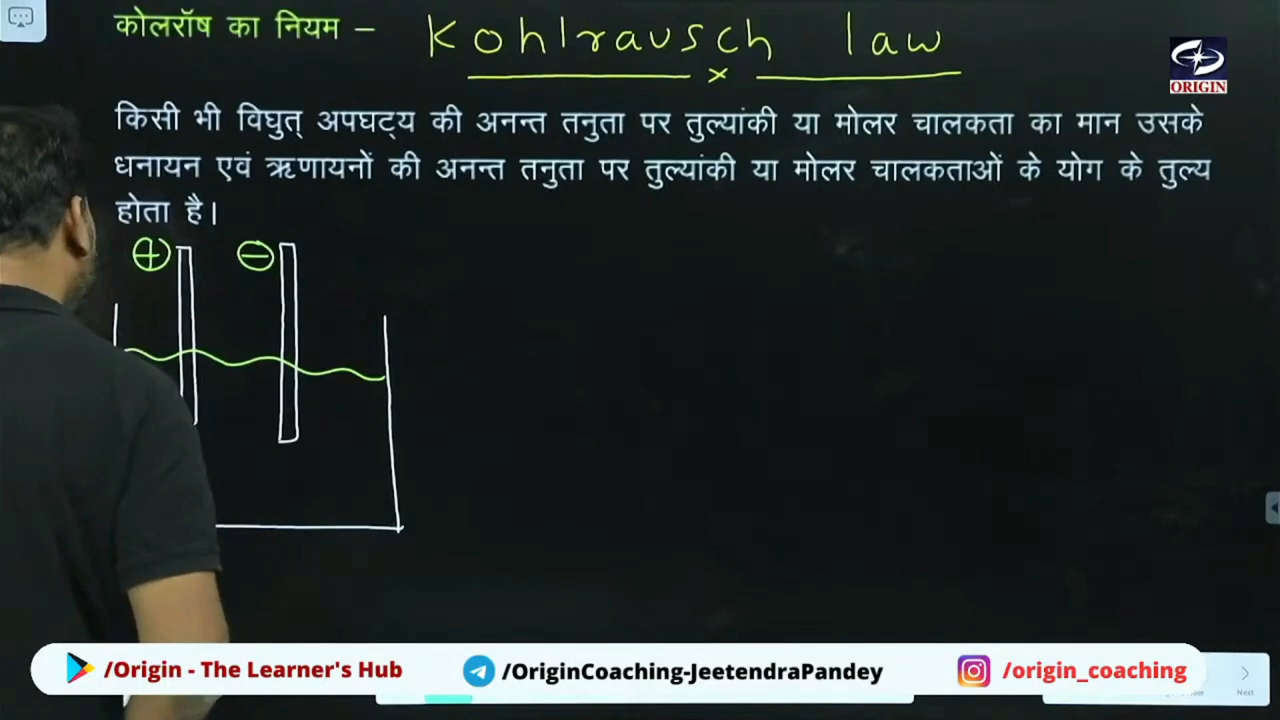 कोलरॉष का नियम – Kohlrausch law
ORIGIN
किसी भी विघुत् अपघट्य की अनन्त तनुता पर तुल्यांकी या मोलर चालकता का मान उसके
धनायन एवं ऋणायनों की अनन्त तनुता पर तुल्यांकी या मोलर चालकताओं के योग के तुल्य
होता है।
+ −
/Origin - The Learner's Hub /OriginCoaching-JeetendraPandey /origin_coaching
Next